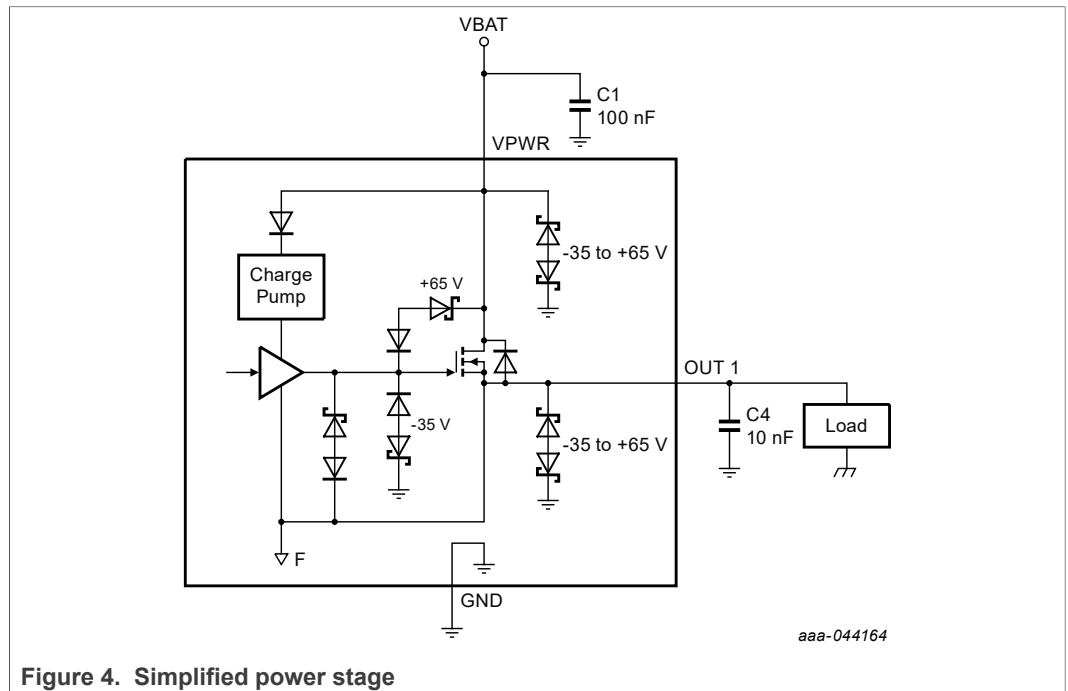 VBAT
C1
100 nF
VPWR
-35 to +65 V
Charge
Pump
+65 V
OUT 1
C4
10 nF
Load
-35 V
-35 to +65 V
F
GND
aaa-044164
Figure 4. Simplified power stage